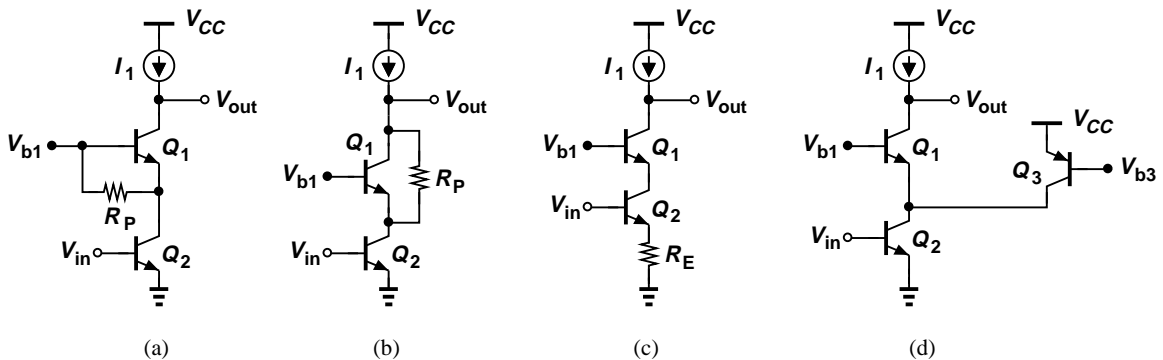 V_CC
I_1
V_out
V_b1
Q_1
R_P
V_in
Q_2
(a)
V_CC
I_1
V_out
Q_1
V_b1
R_P
V_in
Q_2
(b)
V_CC
I_1
V_out
V_b1
Q_1
V_in
Q_2
R_E
(c)
V_CC
I_1
V_out
V_CC
V_b1
Q_1
Q_3
V_b3
V_in
Q_2
(d)